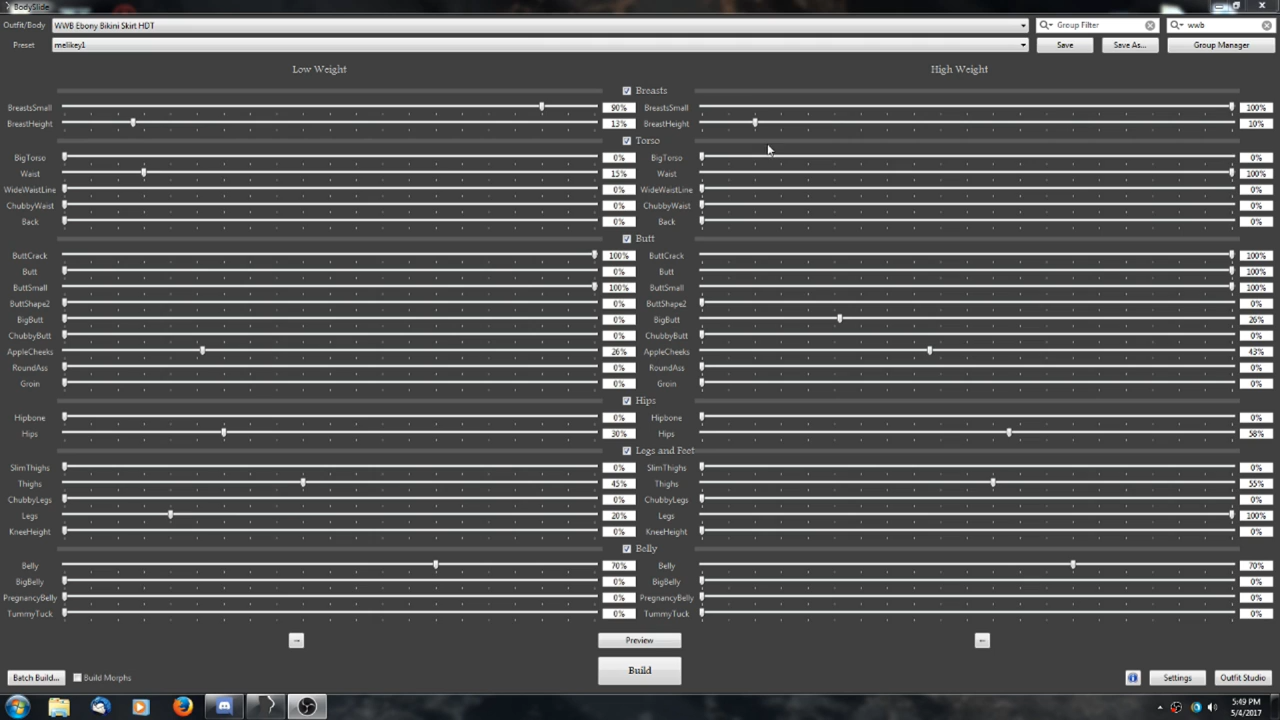 BodySlide
Outfit/Body WWB Ebony Bikini Skirt HDT Group Filter wwb
Preset melikey1 Save Save As... Group Manager
Low Weight High Weight
Breasts
BreastsSmall 90% BreastsSmall 100%
BreastHeight 13% BreastHeight 10%
Torso
BigTorso 0% BigTorso 0%
Waist 15% Waist 100%
WideWaistLine 0% WideWaistLine 0%
ChubbyWaist 0% ChubbyWaist 0%
Back 0% Back 0%
Butt
ButtCrack 100% ButtCrack 100%
Butt 0% Butt 100%
ButtSmall 100% ButtSmall 100%
ButtShape2 0% ButtShape2 0%
BigButt 0% BigButt 26%
ChubbyButt 0% ChubbyButt 0%
AppleCheeks 26% AppleCheeks 43%
RoundAss 0% RoundAss 0%
Groin 0% Groin 0%
Hips
Hipbone 0% Hipbone 0%
Hips 30% Hips 58%
Legs and Feet
SlimThighs 0% SlimThighs 0%
Thighs 45% Thighs 55%
ChubbyLegs 0% ChubbyLegs 0%
Legs 20% Legs 100%
KneeHeight 0% KneeHeight 0%
Belly
Belly 70% Belly 70%
BigBelly 0% BigBelly 0%
PregnancyBelly 0% PregnancyBelly 0%
TummyTuck 0% TummyTuck 0%
Preview
Build
Batch Build... Build Morphs Settings Outfit Studio
5:49 PM
5/4/2017